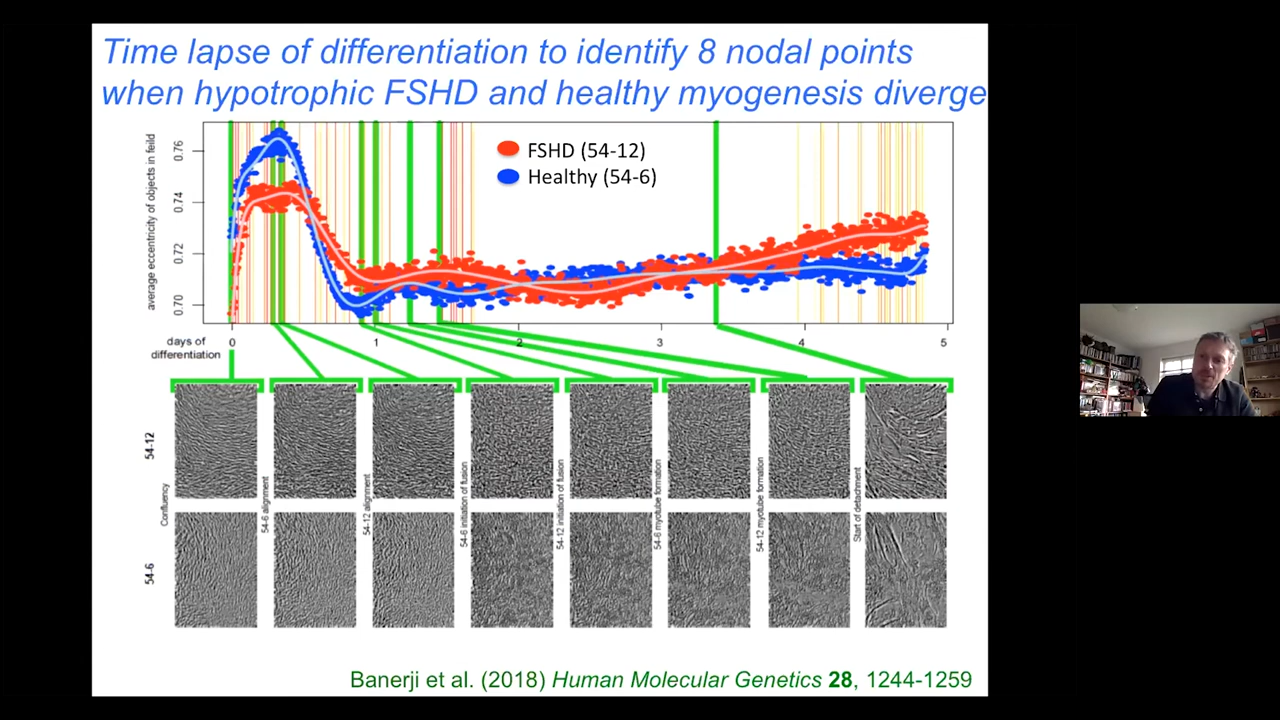 Time lapse of differentiation to identify 8 nodal points
when hypotrophic FSHD and healthy myogenesis diverge
average eccentricity of objects in feild
0.76
0.74
0.72
0.70
FSHD (54-12)
Healthy (54-6)
days of
differentiation
0
1
2
3
4
5
54-12
54-6
Confluency
54-6 alignment
54-12 alignment
54-6 initiation of fusion
54-12 initiation of fusion
54-6 myotube formation
54-12 myotube formation
Start of detachment
Banerji et al. (2018) Human Molecular Genetics 28, 1244-1259